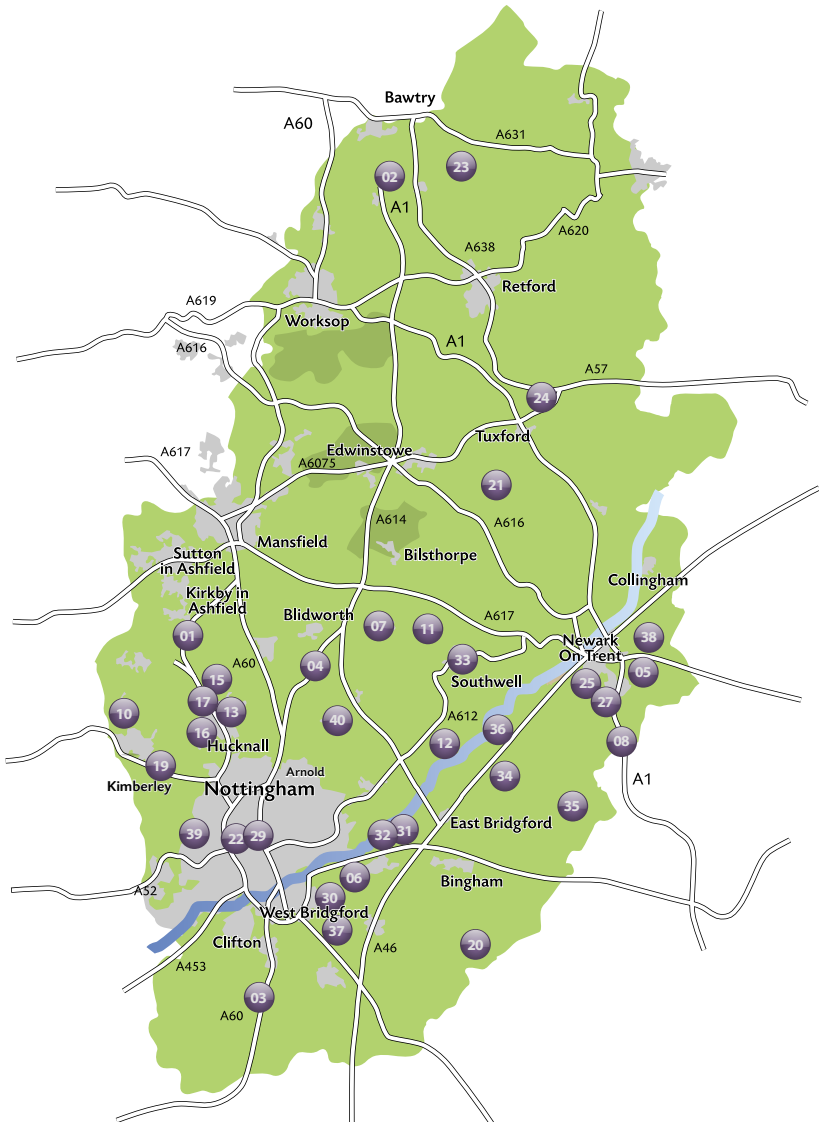 Bawtry
A60
A631
23
02
A1
A620
A638
Retford
A619
Worksop
A616
A1
A57
24
Tuxford
Edwinstowe
A617
A6075
21
A614
A616
Mansfield
Bilsthorpe
Sutton
in Ashfield
Collingham
Kirkby in
Ashfield
Blidworth
A617
07
11
01
38
Newark
On Trent
33
A60
04
05
15
Southwell
25
17
27
13
10
40
A612
16
36
12
08
Hucknall
19
Arnold
34
A1
Kimberley
Nottingham
35
East Bridgford
39
22
29
32
31
06
Bingham
A52
30
West Bridgford
37
Clifton
20
A46
A453
03
A60